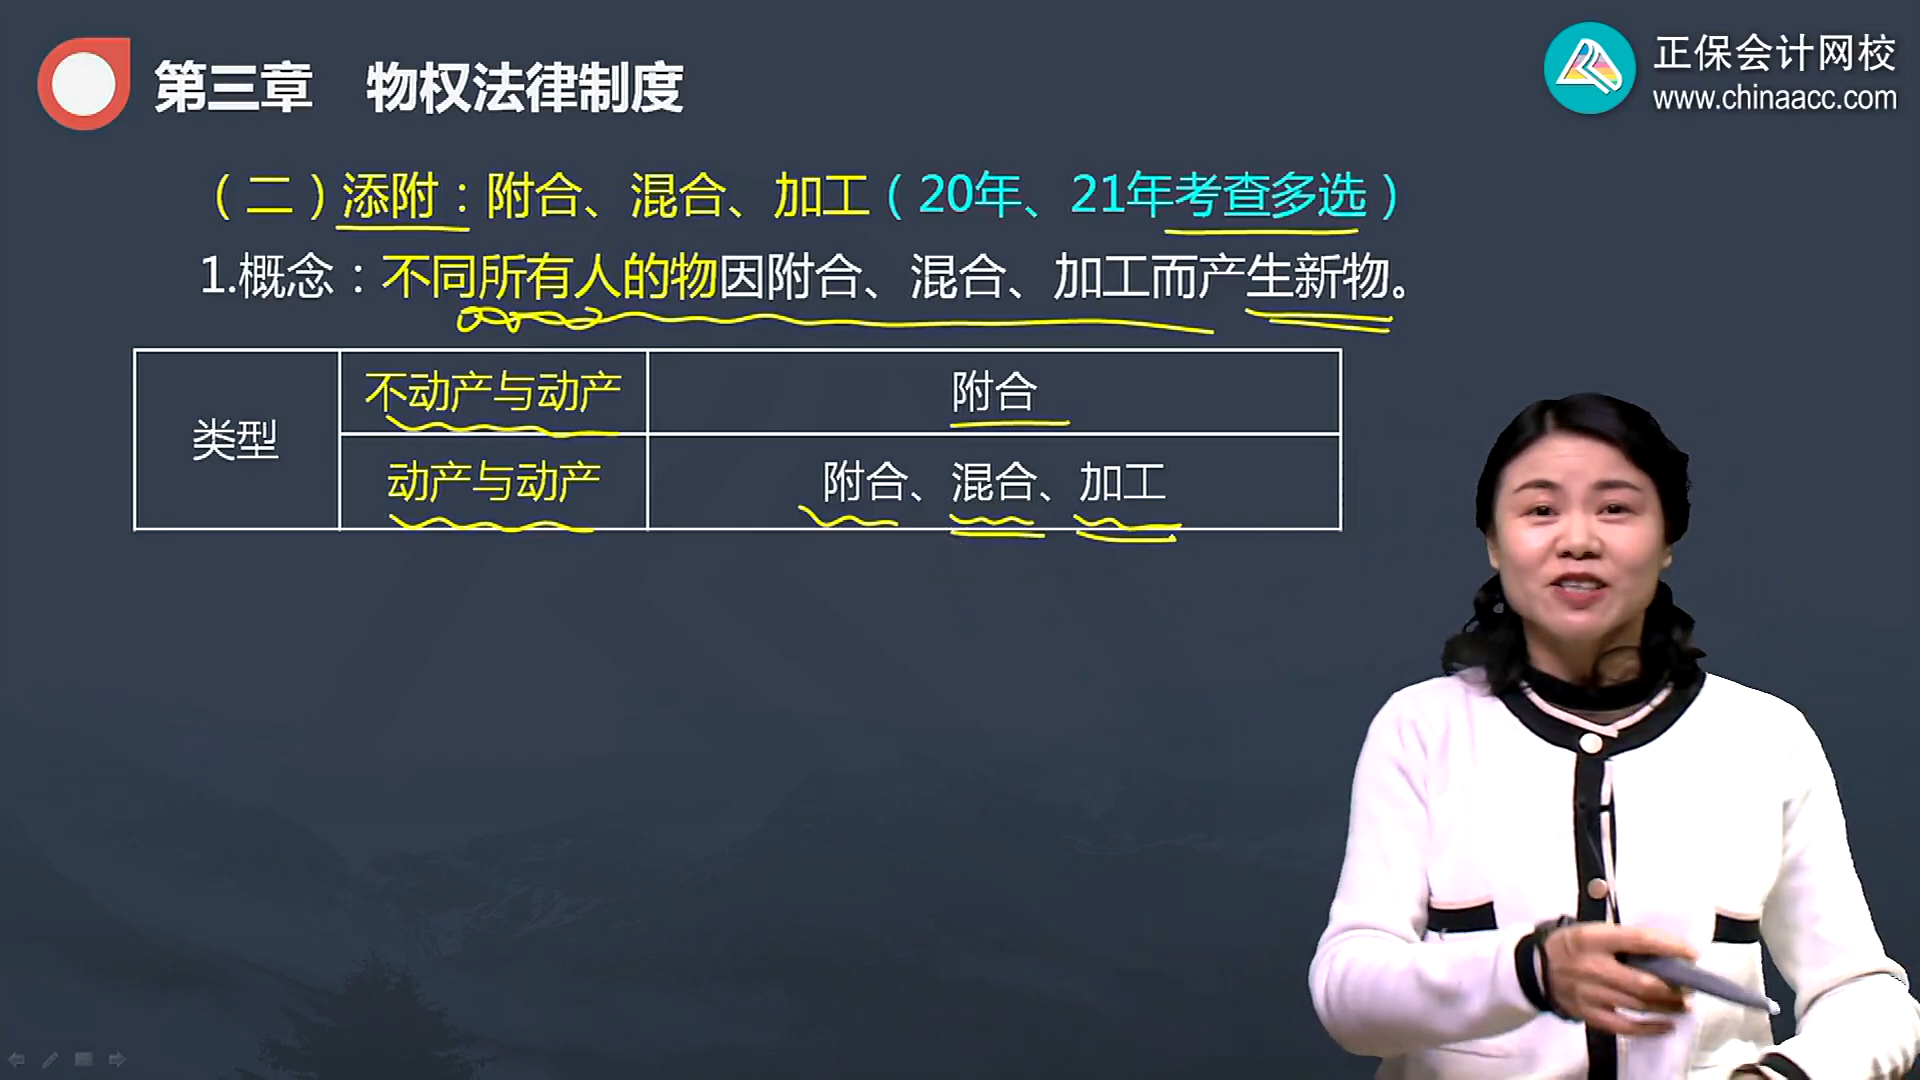 第三章 物权法律制度
正保会计网校
www.chinaacc.com
（二）添附：附合、混合、加工（20年、21年考查多选）
1.概念：不同所有人的物因附合、混合、加工而产生新物。
类型
不动产与动产
附合
动产与动产
附合、混合、加工